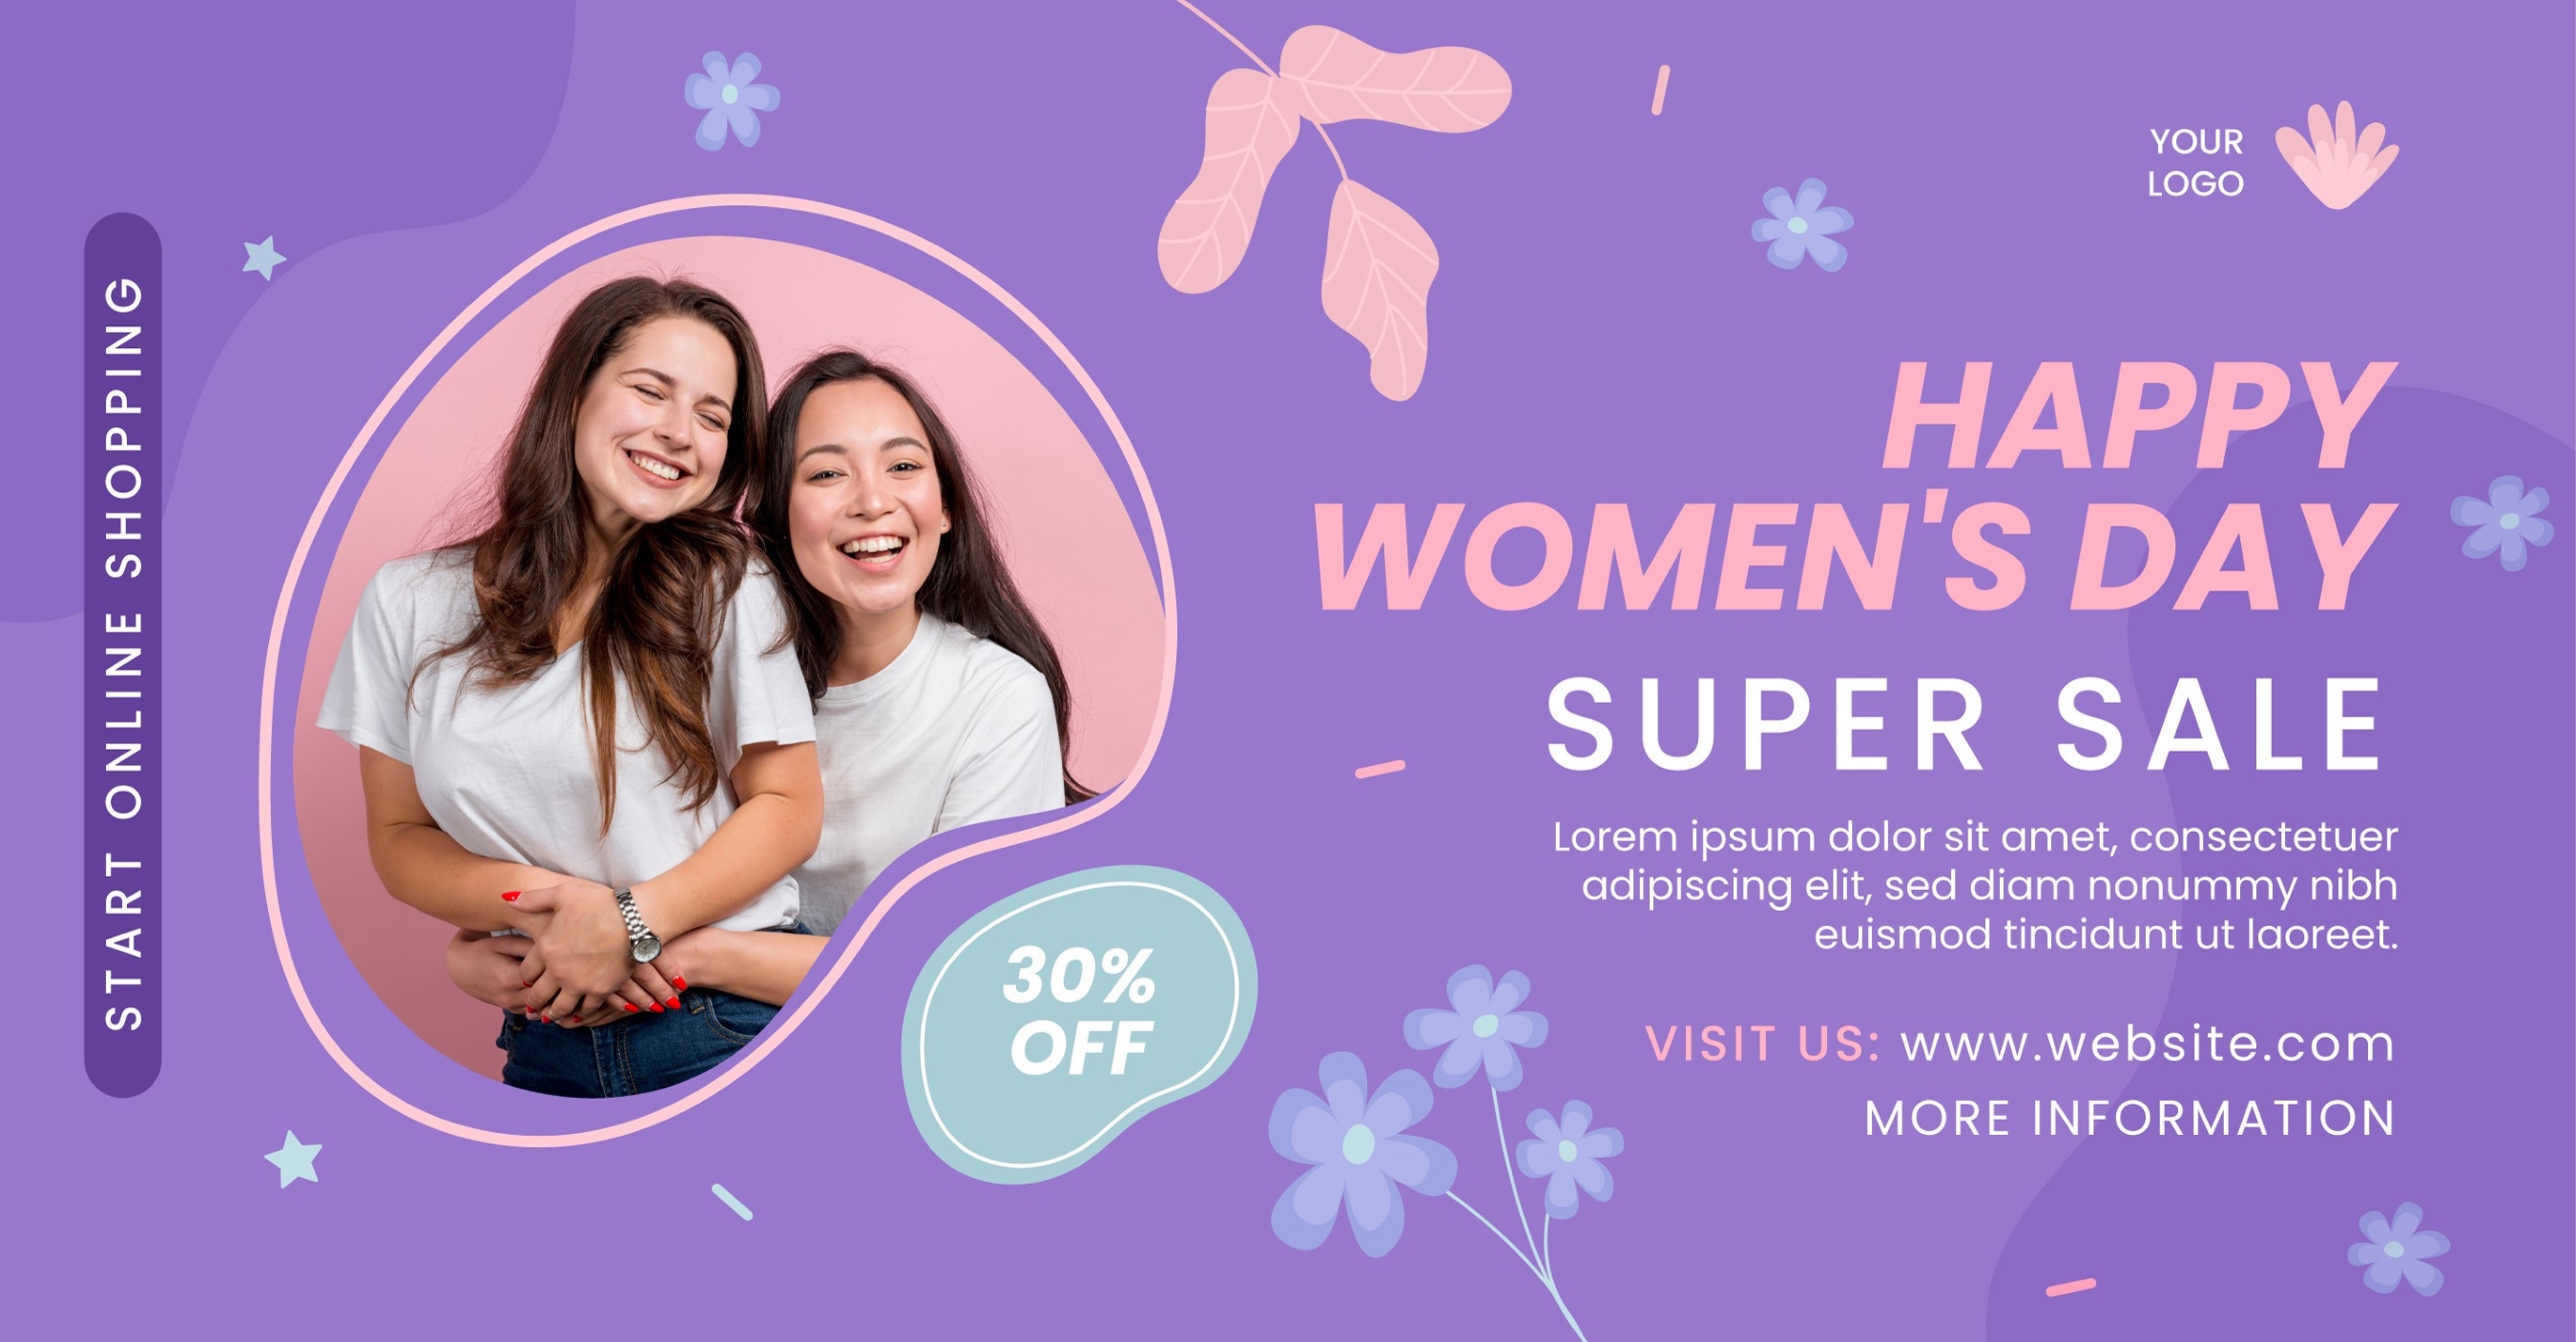 START ONLINE SHOPPING
YOUR
LOGO
HAPPY
WOMEN'S DAY
SUPER SALE
Lorem ipsum dolor sit amet, consectetuer
adipiscing elit, sed diam nonummy nibh
euismod tincidunt ut laoreet.
30%
OFF
VISIT US: www.website.com
MORE INFORMATION